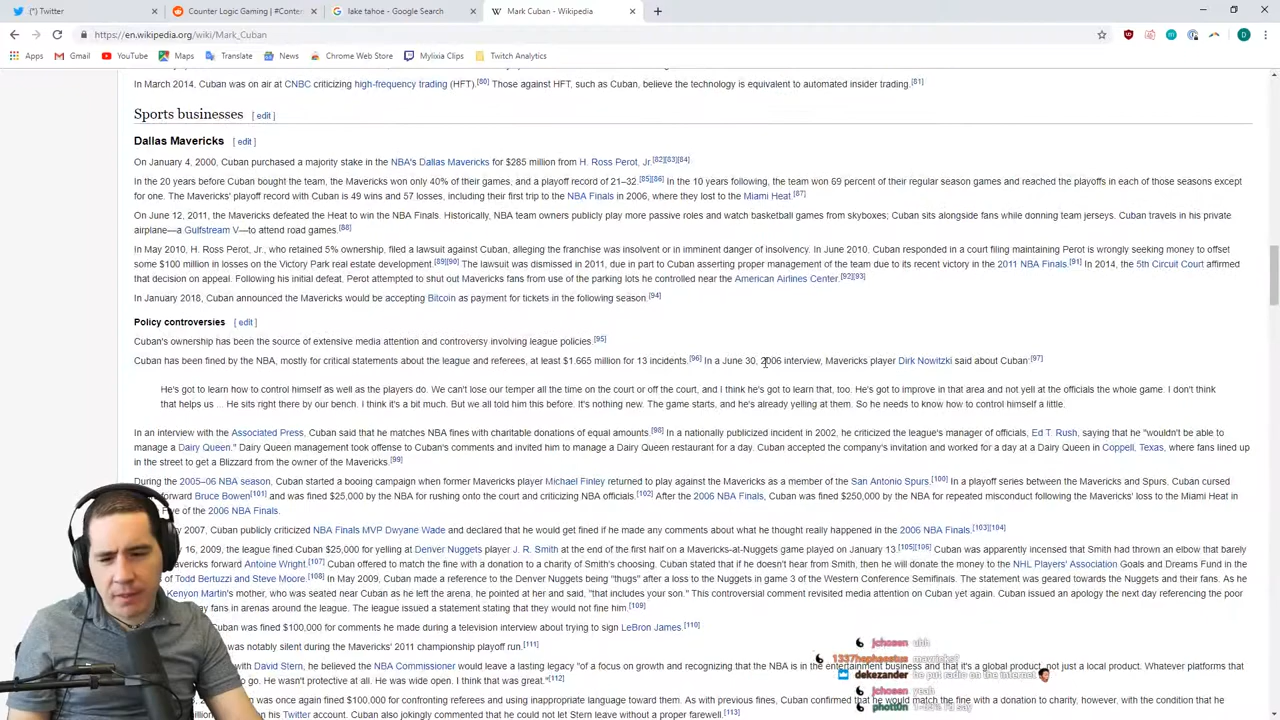 (*) Twitter
Counter Logic Gaming | #Conten
lake tahoe - Google Search
Mark Cuban - Wikipedia
https://en.wikipedia.org/wiki/Mark_Cuban
Apps Gmail YouTube Maps Translate News Chrome Web Store Mylixia Clips Twitch Analytics
In March 2014, Cuban was on air at CNBC criticizing high-frequency trading (HFT).[80] Those against HFT, such as Cuban, believe the technology is equivalent to automated insider trading.[81]
Sports businesses [ edit ]
Dallas Mavericks [ edit ]
On January 4, 2000, Cuban purchased a majority stake in the NBA's Dallas Mavericks for $285 million from H. Ross Perot, Jr.[82][83][84]
In the 20 years before Cuban bought the team, the Mavericks won only 40% of their games, and a playoff record of 21–32.[85][86] In the 10 years following, the team won 69 percent of their regular season games and reached the playoffs in each of those seasons except
for one. The Mavericks' playoff record with Cuban is 49 wins and 57 losses, including their first trip to the NBA Finals in 2006, where they lost to the Miami Heat.[87]
On June 12, 2011, the Mavericks defeated the Heat to win the NBA Finals. Historically, NBA team owners publicly play more passive roles and watch basketball games from skyboxes; Cuban sits alongside fans while donning team jerseys. Cuban travels in his private
airplane—a Gulfstream V—to attend road games.[88]
In May 2010, H. Ross Perot, Jr., who retained 5% ownership, filed a lawsuit against Cuban, alleging the franchise was insolvent or in imminent danger of insolvency. In June 2010, Cuban responded in a court filing maintaining Perot is wrongly seeking money to offset
some $100 million in losses on the Victory Park real estate development.[89][90] The lawsuit was dismissed in 2011, due in part to Cuban asserting proper management of the team due to its recent victory in the 2011 NBA Finals.[91] In 2014, the 5th Circuit Court affirmed
that decision on appeal. Following his initial defeat, Perot attempted to shut out Mavericks fans from use of the parking lots he controlled near the American Airlines Center.[92][93]
In January 2018, Cuban announced the Mavericks would be accepting Bitcoin as payment for tickets in the following season.[94]
Policy controversies [ edit ]
Cuban's ownership has been the source of extensive media attention and controversy involving league policies.[95]
Cuban has been fined by the NBA, mostly for critical statements about the league and referees, at least $1.665 million for 13 incidents.[96] In a June 30, 2006 interview, Mavericks player Dirk Nowitzki said about Cuban:[97]
He's got to learn how to control himself as well as the players do. We can't lose our temper all the time on the court or off the court, and I think he's got to learn that, too. He's got to improve in that area and not yell at the officials the whole game. I don't think
that helps us ... He sits right there by our bench. I think it's a bit much. But we all told him this before. It's nothing new. The game starts, and he's already yelling at them. So he needs to know how to control himself a little.
In an interview with the Associated Press, Cuban said that he matches NBA fines with charitable donations of equal amounts.[98] In a nationally publicized incident in 2002, he criticized the league's manager of officials, Ed T. Rush, saying that he "wouldn't be able to
manage a Dairy Queen." Dairy Queen management took offense to Cuban's comments and invited him to manage a Dairy Queen restaurant for a day. Cuban accepted the company's invitation and worked for a day at a Dairy Queen in Coppell, Texas, where fans lined up
in the street to get a Blizzard from the owner of the Mavericks.[99]
During the 2005–06 NBA season, Cuban started a booing campaign when former Mavericks player Michael Finley returned to play against the Mavericks as a member of the San Antonio Spurs.[100] In a playoff series between the Mavericks and Spurs, Cuban cursed
forward Bruce Bowen[101] and was fined $25,000 by the NBA for rushing onto the court and criticizing NBA officials.[102] After the 2006 NBA Finals, Cuban was fined $250,000 by the NBA for repeated misconduct following the Mavericks' loss to the Miami Heat in
Five of the 2006 NBA Finals.
2007, Cuban publicly criticized NBA Finals MVP Dwyane Wade and declared that he would get fined if he made any comments about what he thought really happened in the 2006 NBA Finals.[103][104]
16, 2009, the league fined Cuban $25,000 for yelling at Denver Nuggets player J. R. Smith at the end of the first half on a Mavericks-at-Nuggets game played on January 13.[105][106] Cuban was apparently incensed that Smith had thrown an elbow that barely
Mavericks forward Antoine Wright.[107] Cuban offered to match the fine with a donation to a charity of Smith's choosing. Cuban stated that if he doesn't hear from Smith, then he will donate the money to the NHL Players' Association Goals and Dreams Fund in the
of Todd Bertuzzi and Steve Moore.[108] In May 2009, Cuban made a reference to the Denver Nuggets being "thugs" after a loss to the Nuggets in game 3 of the Western Conference Semifinals. The statement was geared towards the Nuggets and their fans. As he
Kenyon Martin's mother, who was seated near Cuban as he left the arena, he pointed at her and said, "that includes your son." This controversial comment revisited media attention on Cuban yet again. Cuban issued an apology the next day referencing the poor
fans in arenas around the league. The league issued a statement stating that they would not fine him.[109]
Cuban was fined $100,000 for comments he made during a television interview about trying to sign LeBron James.[110]
was notably silent during the Mavericks' 2011 championship playoff run.[111]
with David Stern, he believed the NBA Commissioner would leave a lasting legacy "of a focus on growth and recognizing that the NBA is in the entertainment business and that it's a global product, not just a local product. Whatever platforms that
to go. He was wide open. I think that was great."[112]
was once again fined $100,000 for confronting referees and using inappropriate language toward them. As with previous fines, Cuban confirmed that he would match the fine with a donation to charity, however, with the condition that he
his Twitter account. Cuban also jokingly commented that he could not let Stern leave without a proper farewell.[113]
jchosen uhh
1337hephaestus mavricks?
dekezander he put radio on the internet
jchosen yeah
phott0n